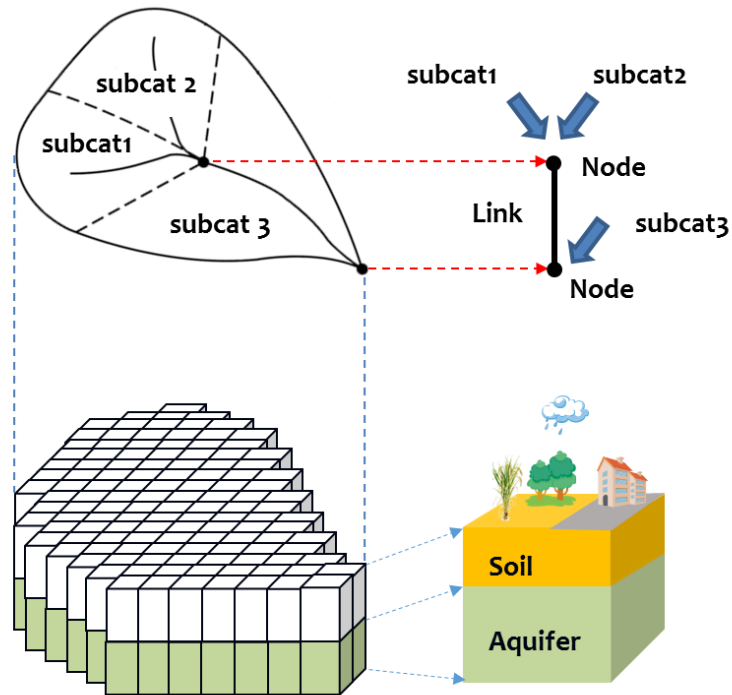 subcat 2
subcat1
subcat 3
subcat1
subcat2
Node
Link
subcat3
Node
Soil
Aquifer